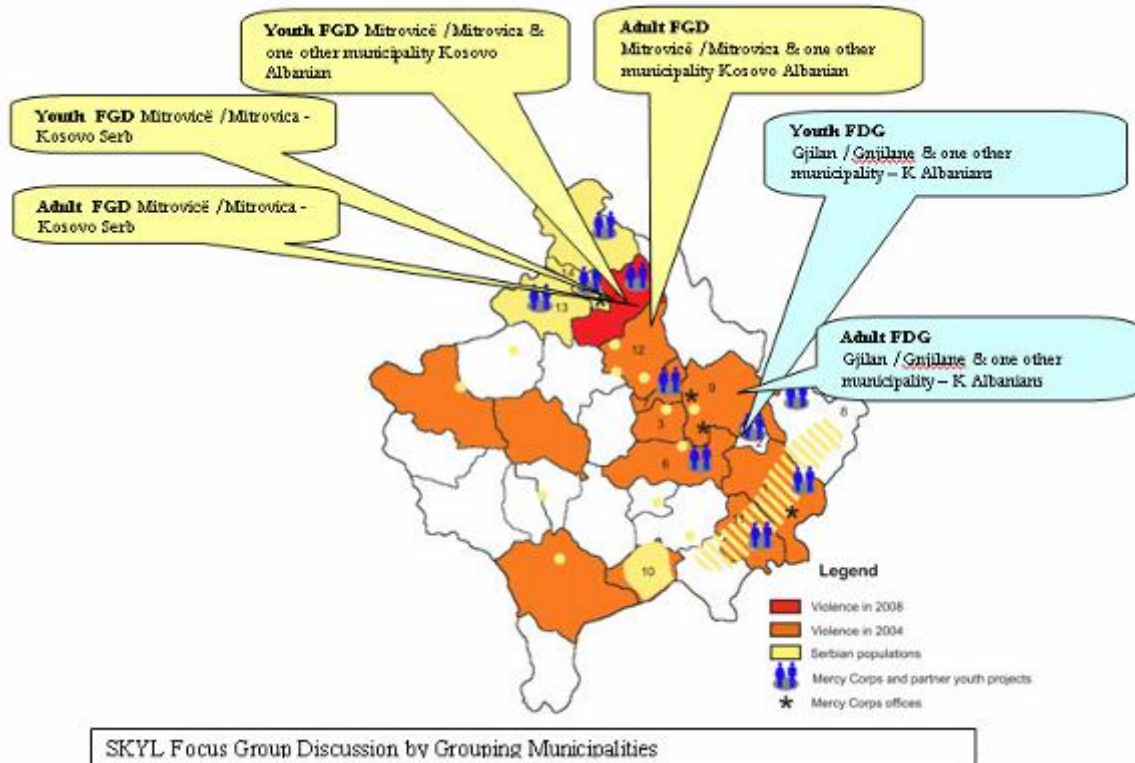 Youth FGD Mitrovicë /Mitrovica &
one other municipality Kosovo
Albanian
Adult FGD
Mitrovicë /Mitrovica & one other
municipality Kosovo Albanian
Youth FGD Mitrovicë /Mitrovica -
Kosovo Serb
Youth FDG
Gjilan /Gnjilane & one other
municipality – K Albanians
Adult FGD Mitrovicë /Mitrovica -
Kosovo Serb
Adult FDG
Gjilan /Gnjilane & one other
municipality – K Albanians
14
13
12
9
8
3
2
6
10
Legend
Violence in 2008
Violence in 2004
Serbian populations
Mercy Corps and partner youth projects
Mercy Corps offices
SKYL Focus Group Discussion by Grouping Municipalities